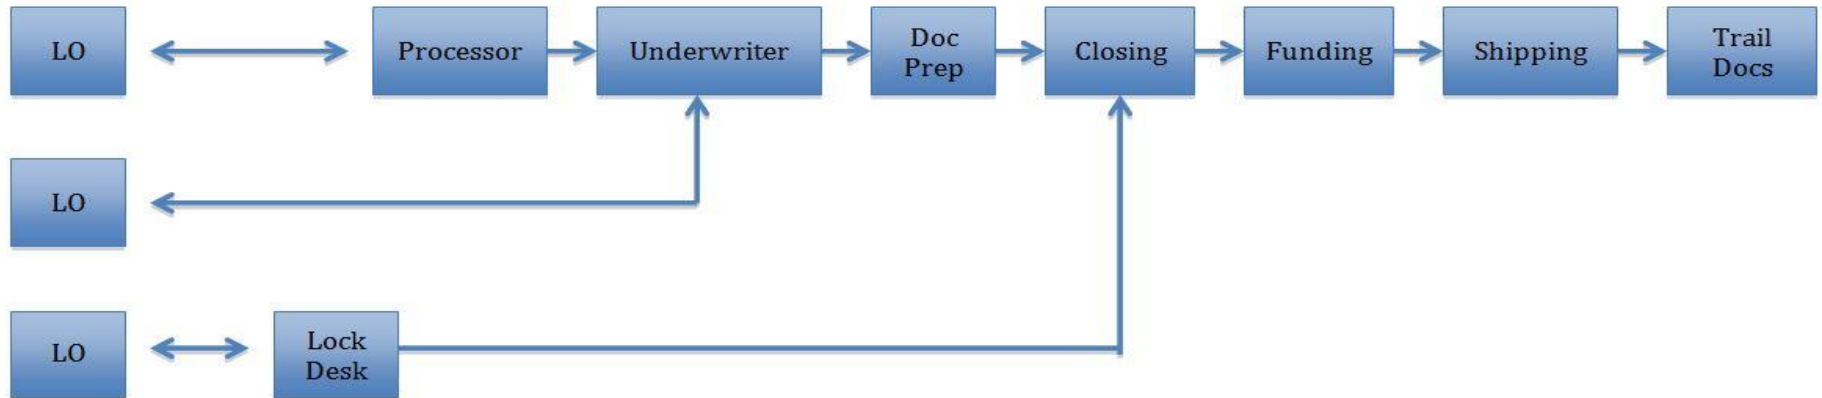 LO
Processor
Underwriter
Doc
Prep
Closing
Funding
Shipping
Trail
Docs
LO
LO
Lock
Desk